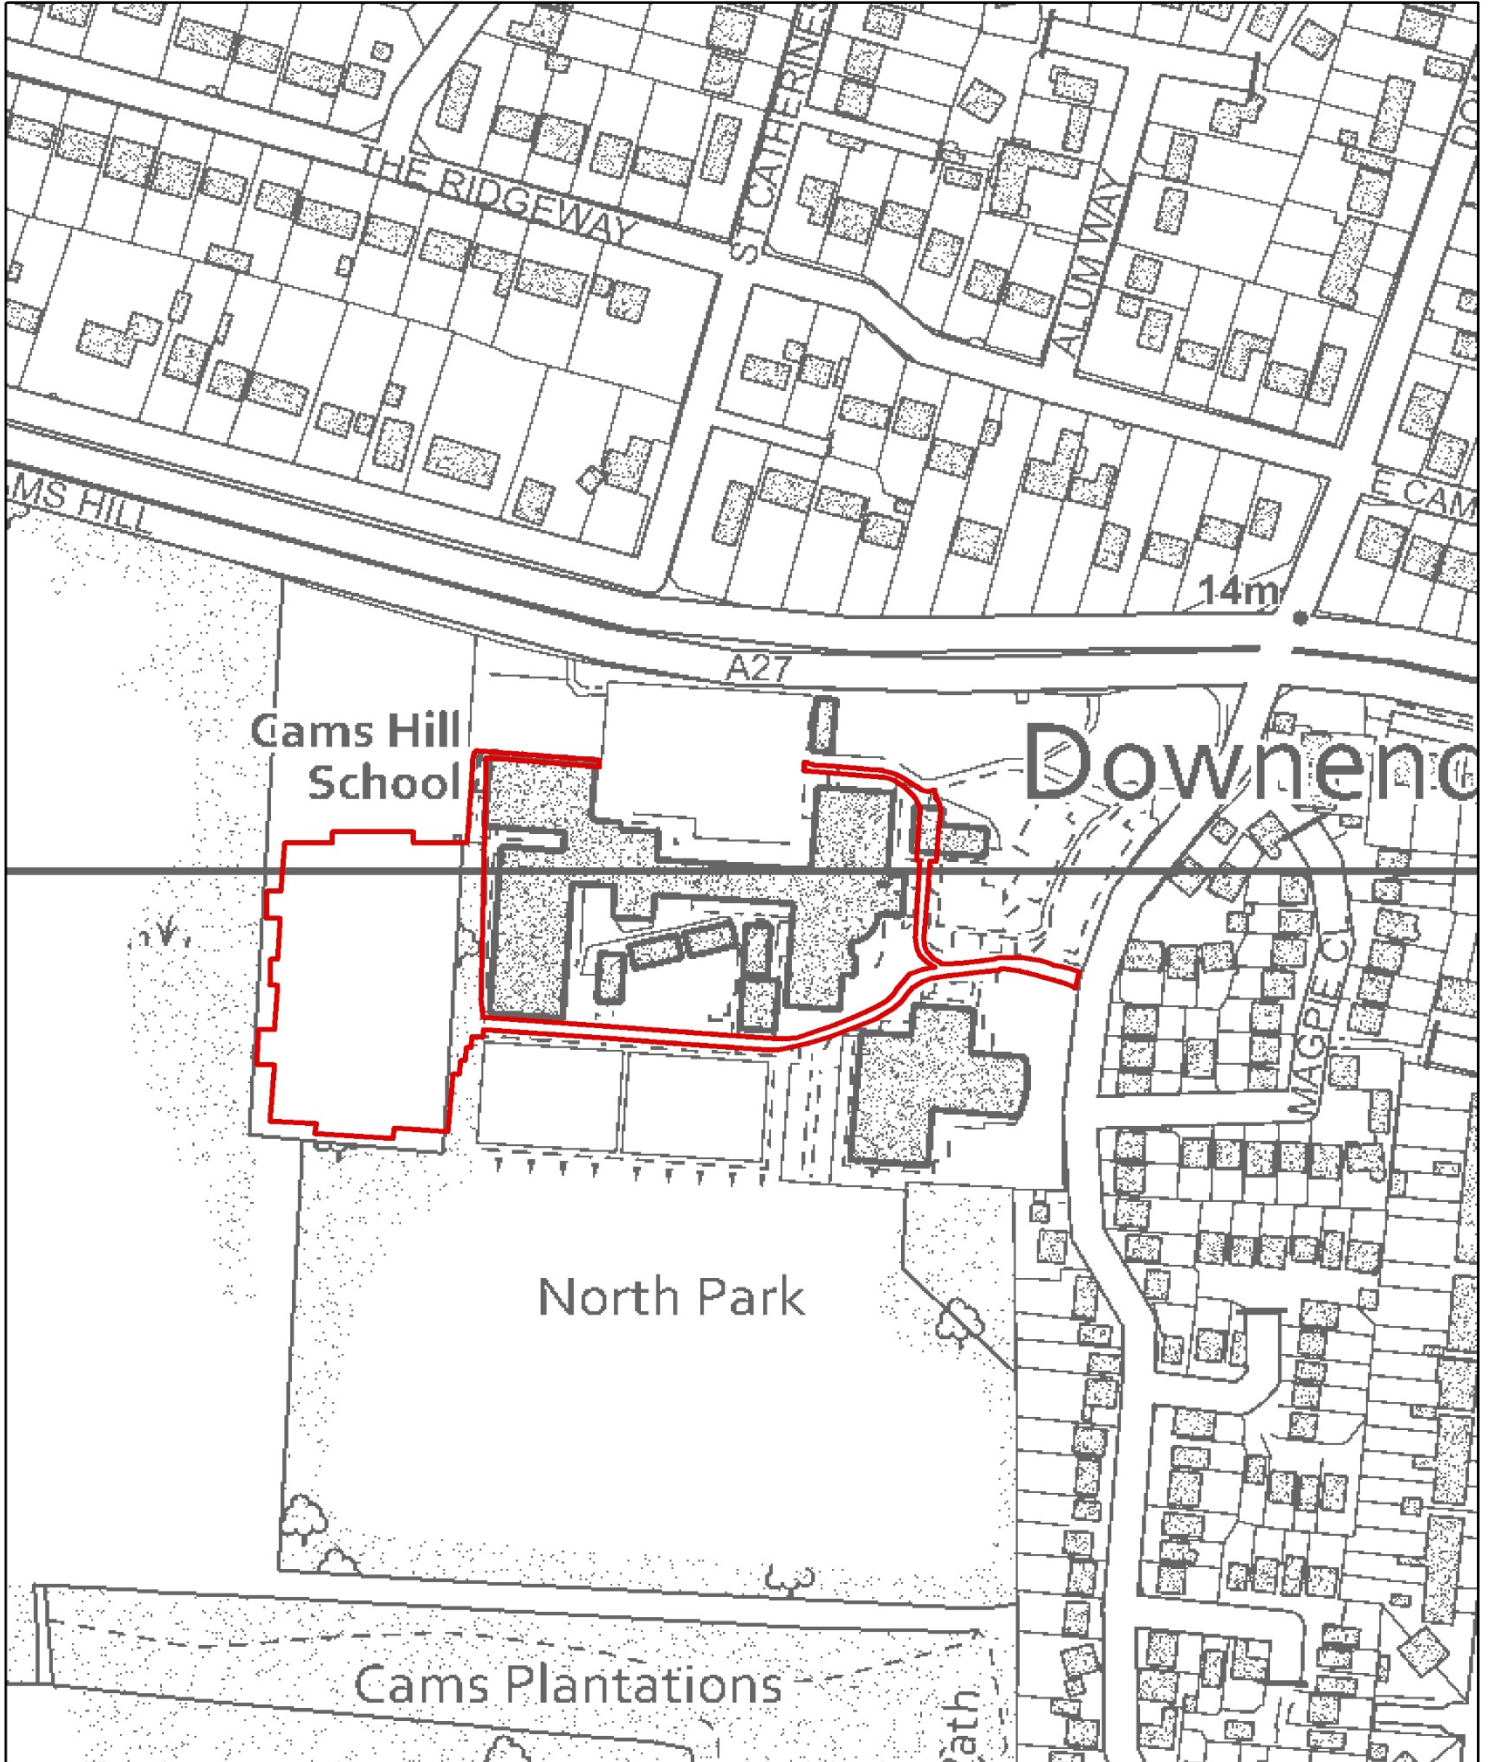 ST CATHERINES
THE RIDGEWAY
ALUM WAY
MS HILL
E CAM
14m
A27
Cams Hill
School
Downend
MAGPIE CL
North Park
Cams Plantations
Path